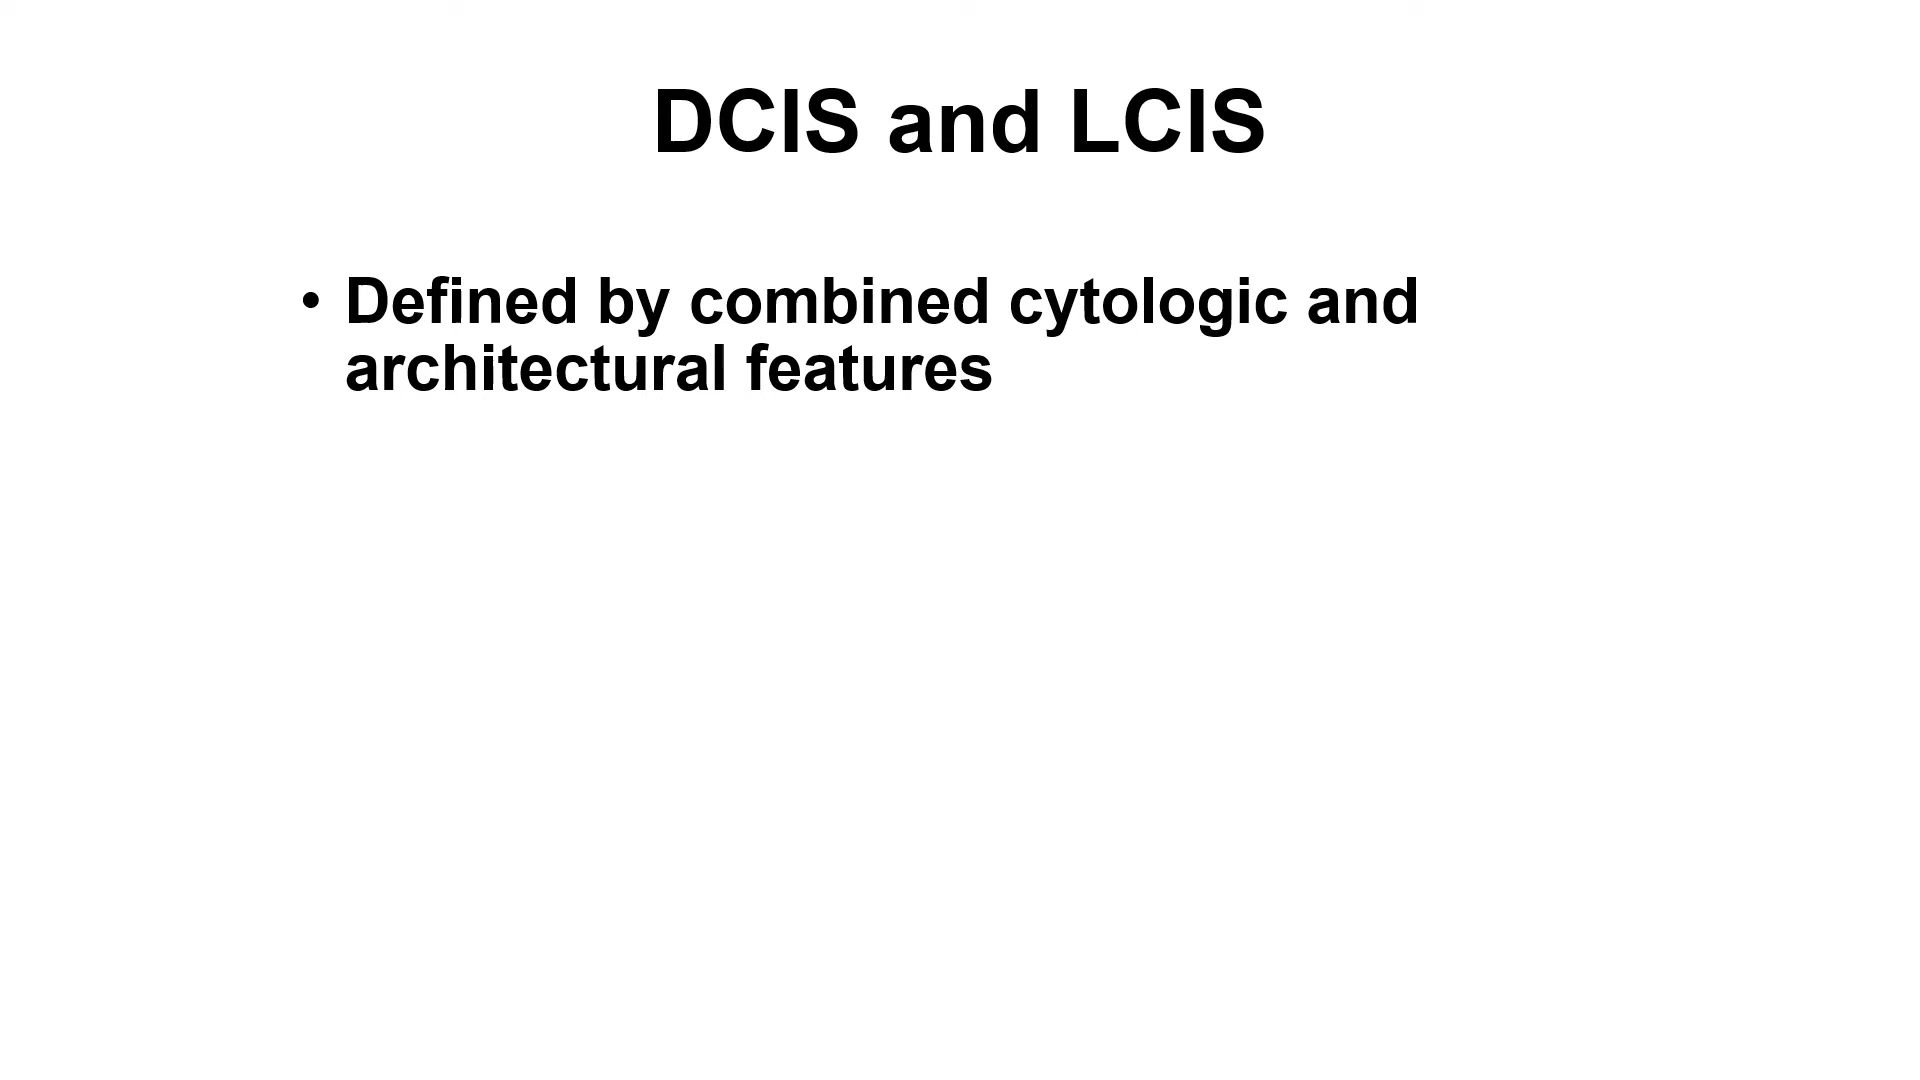 DCIS and LCIS
• Defined by combined cytologic and
architectural features